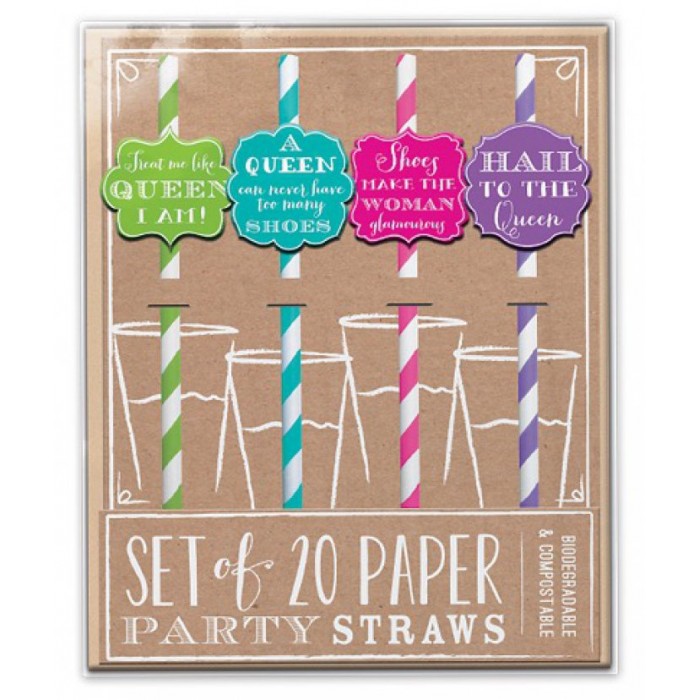 Treat me like
QUEEN
I AM!
A
QUEEN
can never have
too many
SHOES
Shoes
MAKE THE
WOMAN
glamourous
HAIL
TO THE
Queen
SET of 20 PAPER
PARTY STRAWS
BIODEGRADABLE
& COMPOSTABLE